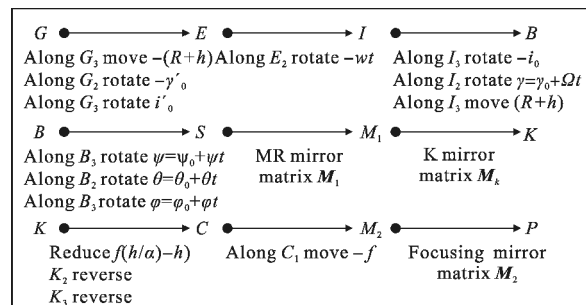 G E I B
Along G₃ move -(R+h) Along E₂ rotate -wt Along I₃ rotate -i₀
Along G₂ rotate -γ′₀ Along I₂ rotate γ=γ₀+Ωt
Along G₃ rotate i′₀ Along I₃ move (R+h)
B S M₁ K
Along B₃ rotate ψ=ψ₀+ψt MR mirror K mirror
Along B₂ rotate θ=θ₀+θt matrix M₁ matrix Mₖ
Along B₃ rotate φ=φ₀+φt
K C M₂ P
Reduce f(h/α)-h) Along C₁ move -f Focusing mirror
K₂ reverse matrix M₂
K₃ reverse